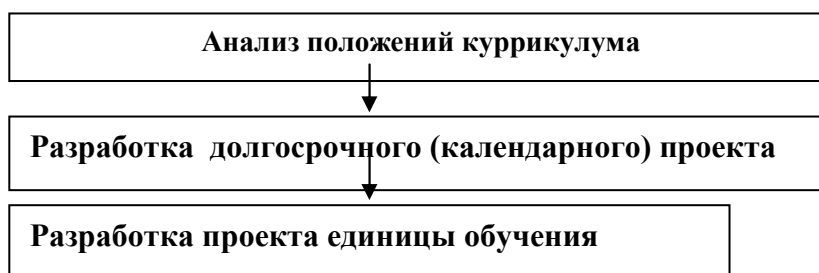 Анализ положений куррикулума
Разработка долгосрочного (календарного) проекта
Разработка проекта единицы обучения